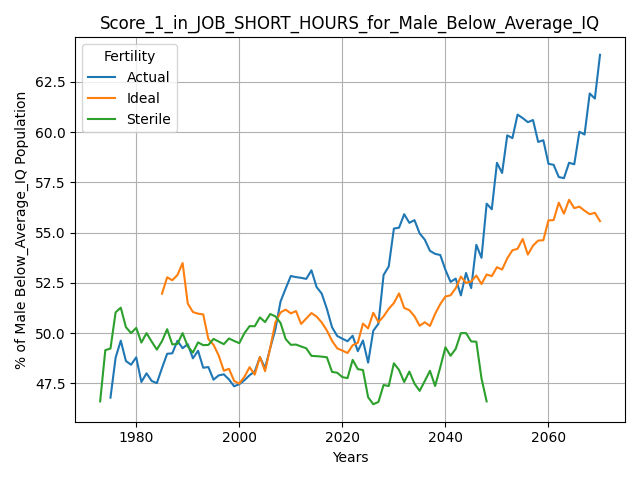 Score_1_in_JOB_SHORT_HOURS_for_Male_Below_Average_IQ
Fertility
Actual
Ideal
Sterile
% of Male Below_Average_IQ Population
62.5
60.0
57.5
55.0
52.5
50.0
47.5
1980
2000
2020
2040
2060
Years